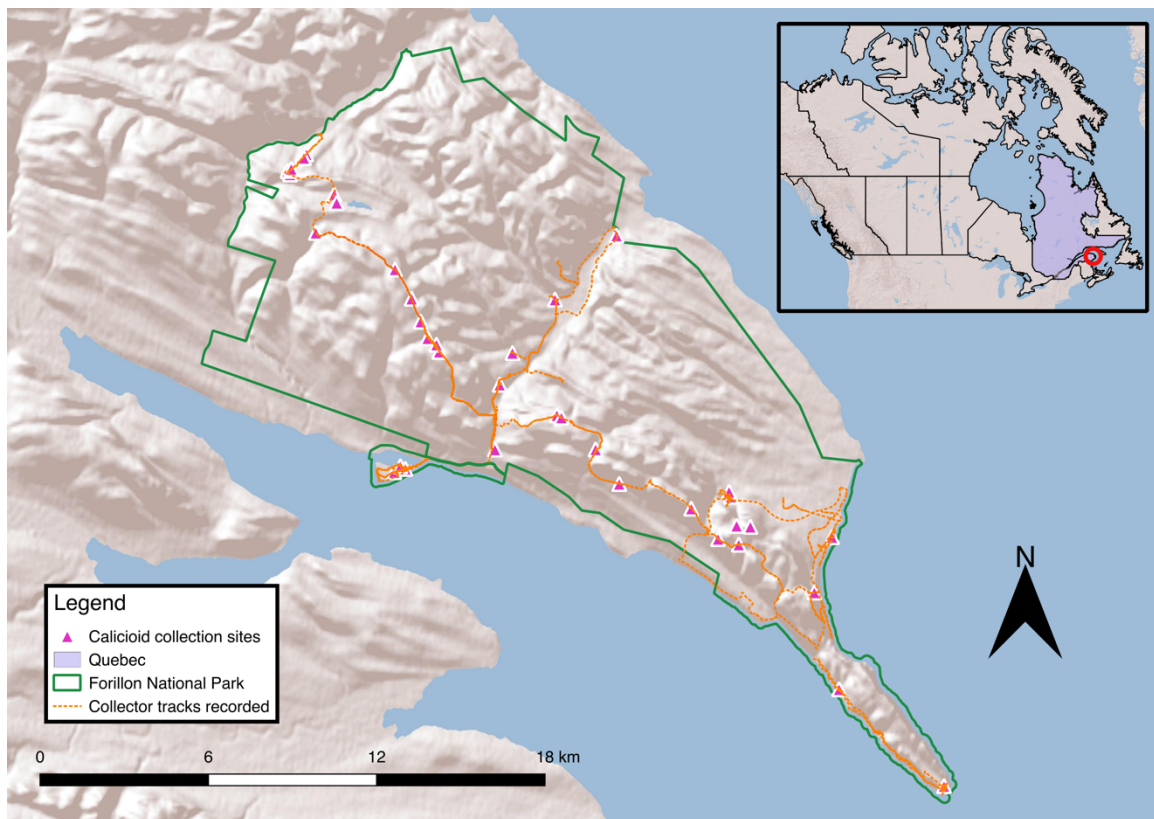 N
Legend
Calicioid collection sites
Quebec
Forillon National Park
Collector tracks recorded
0 6 12 18 km